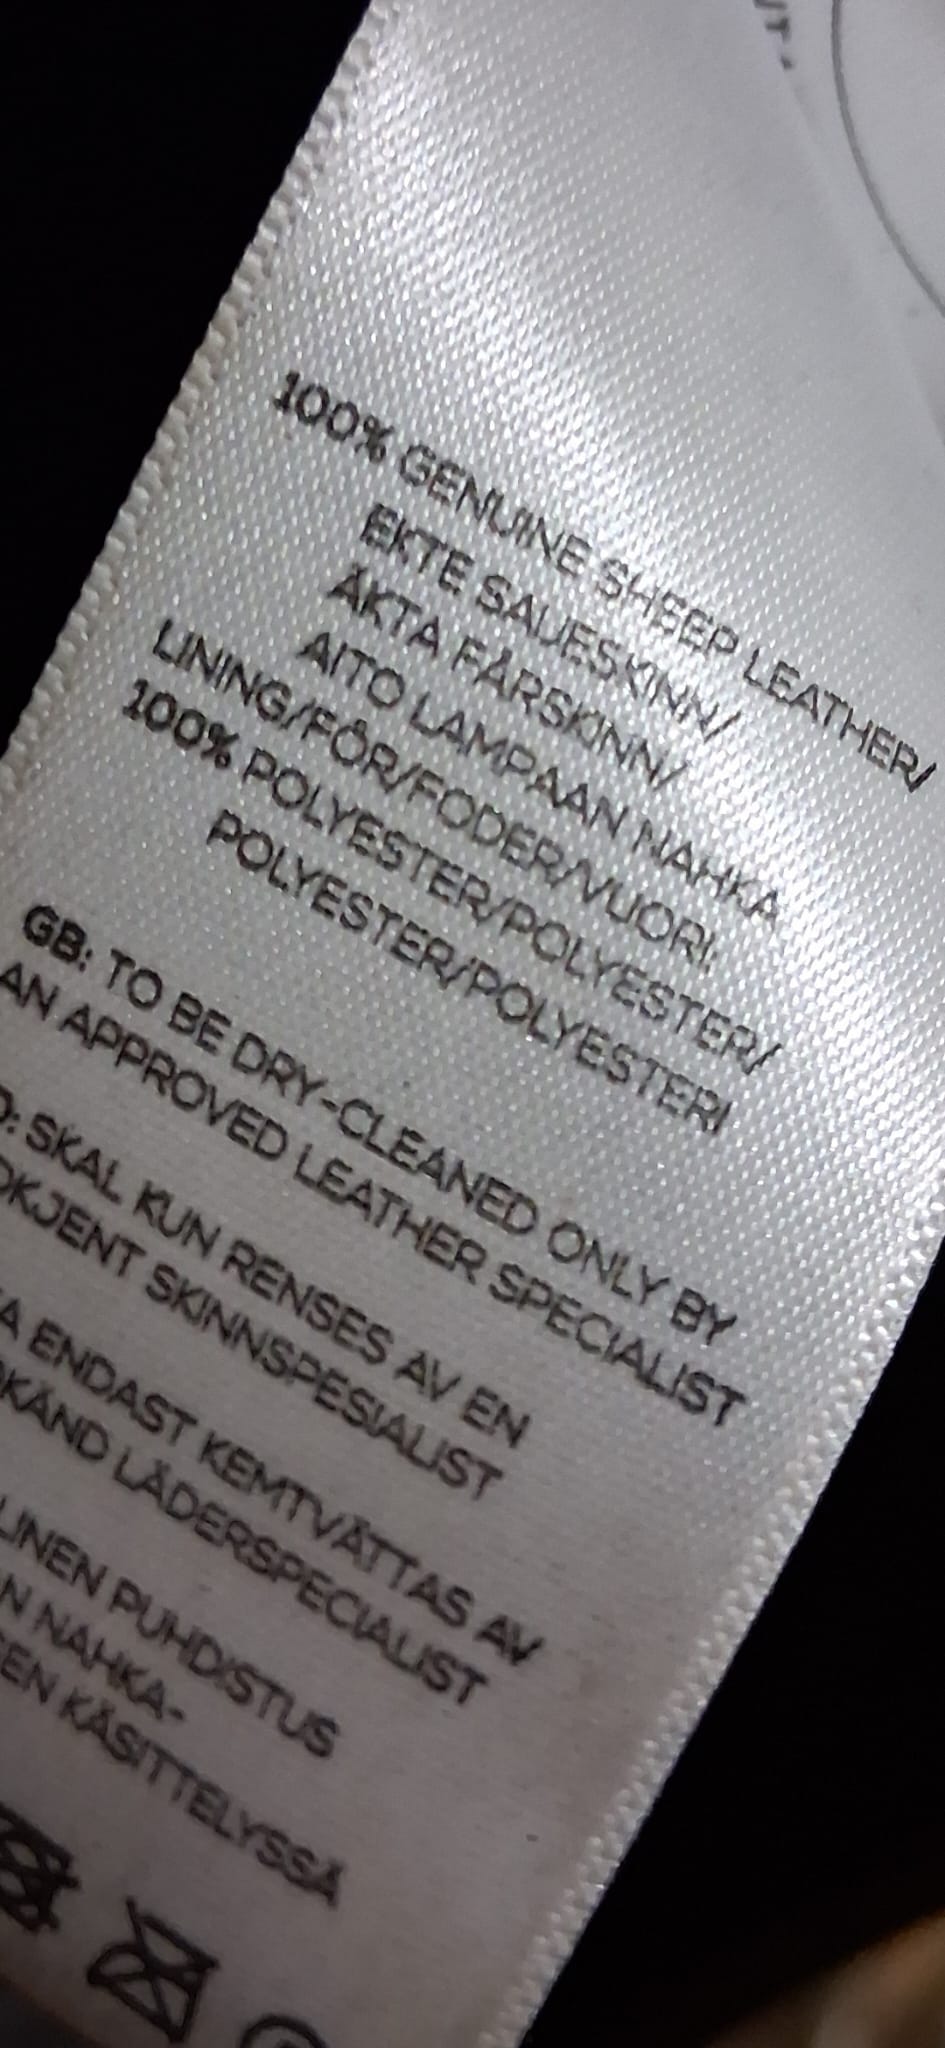 100% GENUINE SHEEP LEATHER/
EKTE SAUESKINN/
ÄKTA FÅRSKINN/
AITO LAMPAAN NAHKA
LINING/FÔR/FODER/VUORI:
100% POLYESTER/POLYESTER/
POLYESTER/POLYESTERI
GB: TO BE DRY-CLEANED ONLY BY
AN APPROVED LEATHER SPECIALIST
SKAL KUN RENSES AV EN
SKINNSPESIALIST
ENDAST KEMTVÄTTAS AV
LÄDERSPECIALIST
PUHDISTUS
NAHKA-
KÄSITTELYSSÄ